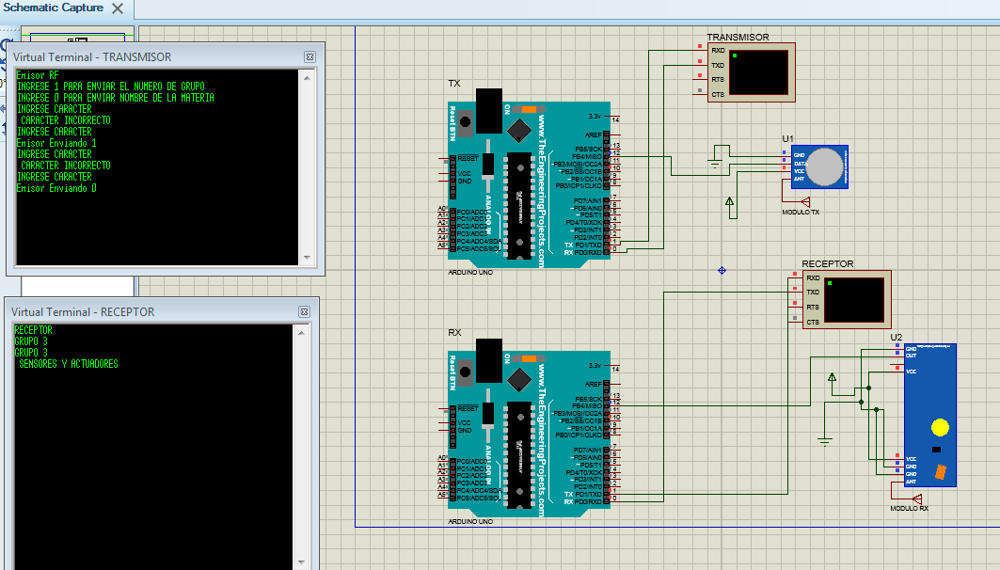 Schematic Capture
Virtual Terminal - TRANSMISOR
Emisor RF
INGRESE 1 PARA ENVIAR EL NUMERO DE GRUPO
INGRESE 0 PARA ENVIAR NOMBRE DE LA MATERIA
INGRESE CARACTER
CARACTER INCORRECTO
INGRESE CARACTER
Emisor Enviando 1
INGRESE CARACTER
CARACTER INCORRECTO
INGRESE CARACTER
Emisor Enviando 0
Virtual Terminal - RECEPTOR
RECEPTOR
GRUPO 3
GRUPO 3
SENSORES Y ACTUADORES
TRANSMISOR
RXD
TXD
RTS
CTS
TX
Reset BTN
ON
www.TheEngineeringProjects.com
ANALOG IN
RESET
VCC
GND
A0
A1
A2
A3
A4
A5
PC0/ADC0
PC1/ADC1
PC2/ADC2
PC3/ADC3
PC4/ADC4/SDA
PC5/ADC5/SCL
3.3v
14
AREF
PB5/SCK
13
PB4/MISO
12
~PB3/MOSI/OC2A
11
~PB2/SS/OC1B
10
~PB1/OC1A
9
PB0/ICP1/CLKO
8
PD7/AIN1
7
~PD6/AIN0
6
~PD5/T1
5
PD4/T0/XCK
4
~PD3/INT1
3
PD2/INT0
2
TX PD1/TXD
1
RX PD0/RXD
0
ARDUINO UNO
U1
GND
DATA
VCC
ANT
MODULO TX
RECEPTOR
RXD
TXD
RTS
CTS
RX
Reset BTN
ON
www.TheEngineeringProjects.com
ANALOG IN
RESET
VCC
GND
A0
A1
A2
A3
A4
A5
PC0/ADC0
PC1/ADC1
PC2/ADC2
PC3/ADC3
PC4/ADC4/SDA
PC5/ADC5/SCL
3.3v
14
AREF
PB5/SCK
13
PB4/MISO
12
~PB3/MOSI/OC2A
11
~PB2/SS/OC1B
10
~PB1/OC1A
9
PB0/ICP1/CLKO
8
PD7/AIN1
7
~PD6/AIN0
6
~PD5/T1
5
PD4/T0/XCK
4
~PD3/INT1
3
PD2/INT0
2
TX PD1/TXD
1
RX PD0/RXD
0
ARDUINO UNO
U2
GND
OUT
VCC
VCC
GND
GND
ANT
MODULO RX